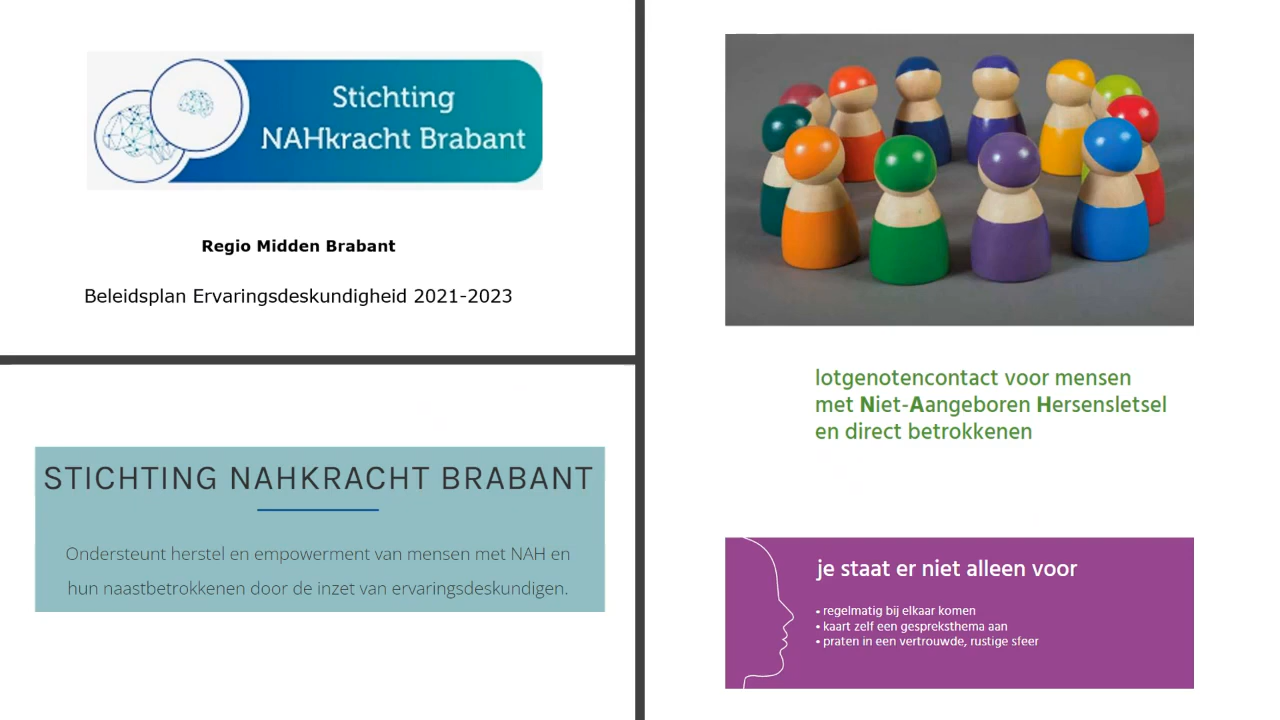 Stichting
NAHkracht Brabant
Regio Midden Brabant
Beleidsplan Ervaringsdeskundigheid 2021-2023
STICHTING NAHKRACHT BRABANT
Ondersteunt herstel en empowerment van mensen met NAH en
hun naastbetrokkenen door de inzet van ervaringsdeskundigen.
lotgenotencontact voor mensen
met Niet-Aangeboren Hersensletsel
en direct betrokkenen
je staat er niet alleen voor
• regelmatig bij elkaar komen
• kaart zelf een gespreksthema aan
• praten in een vertrouwde, rustige sfeer